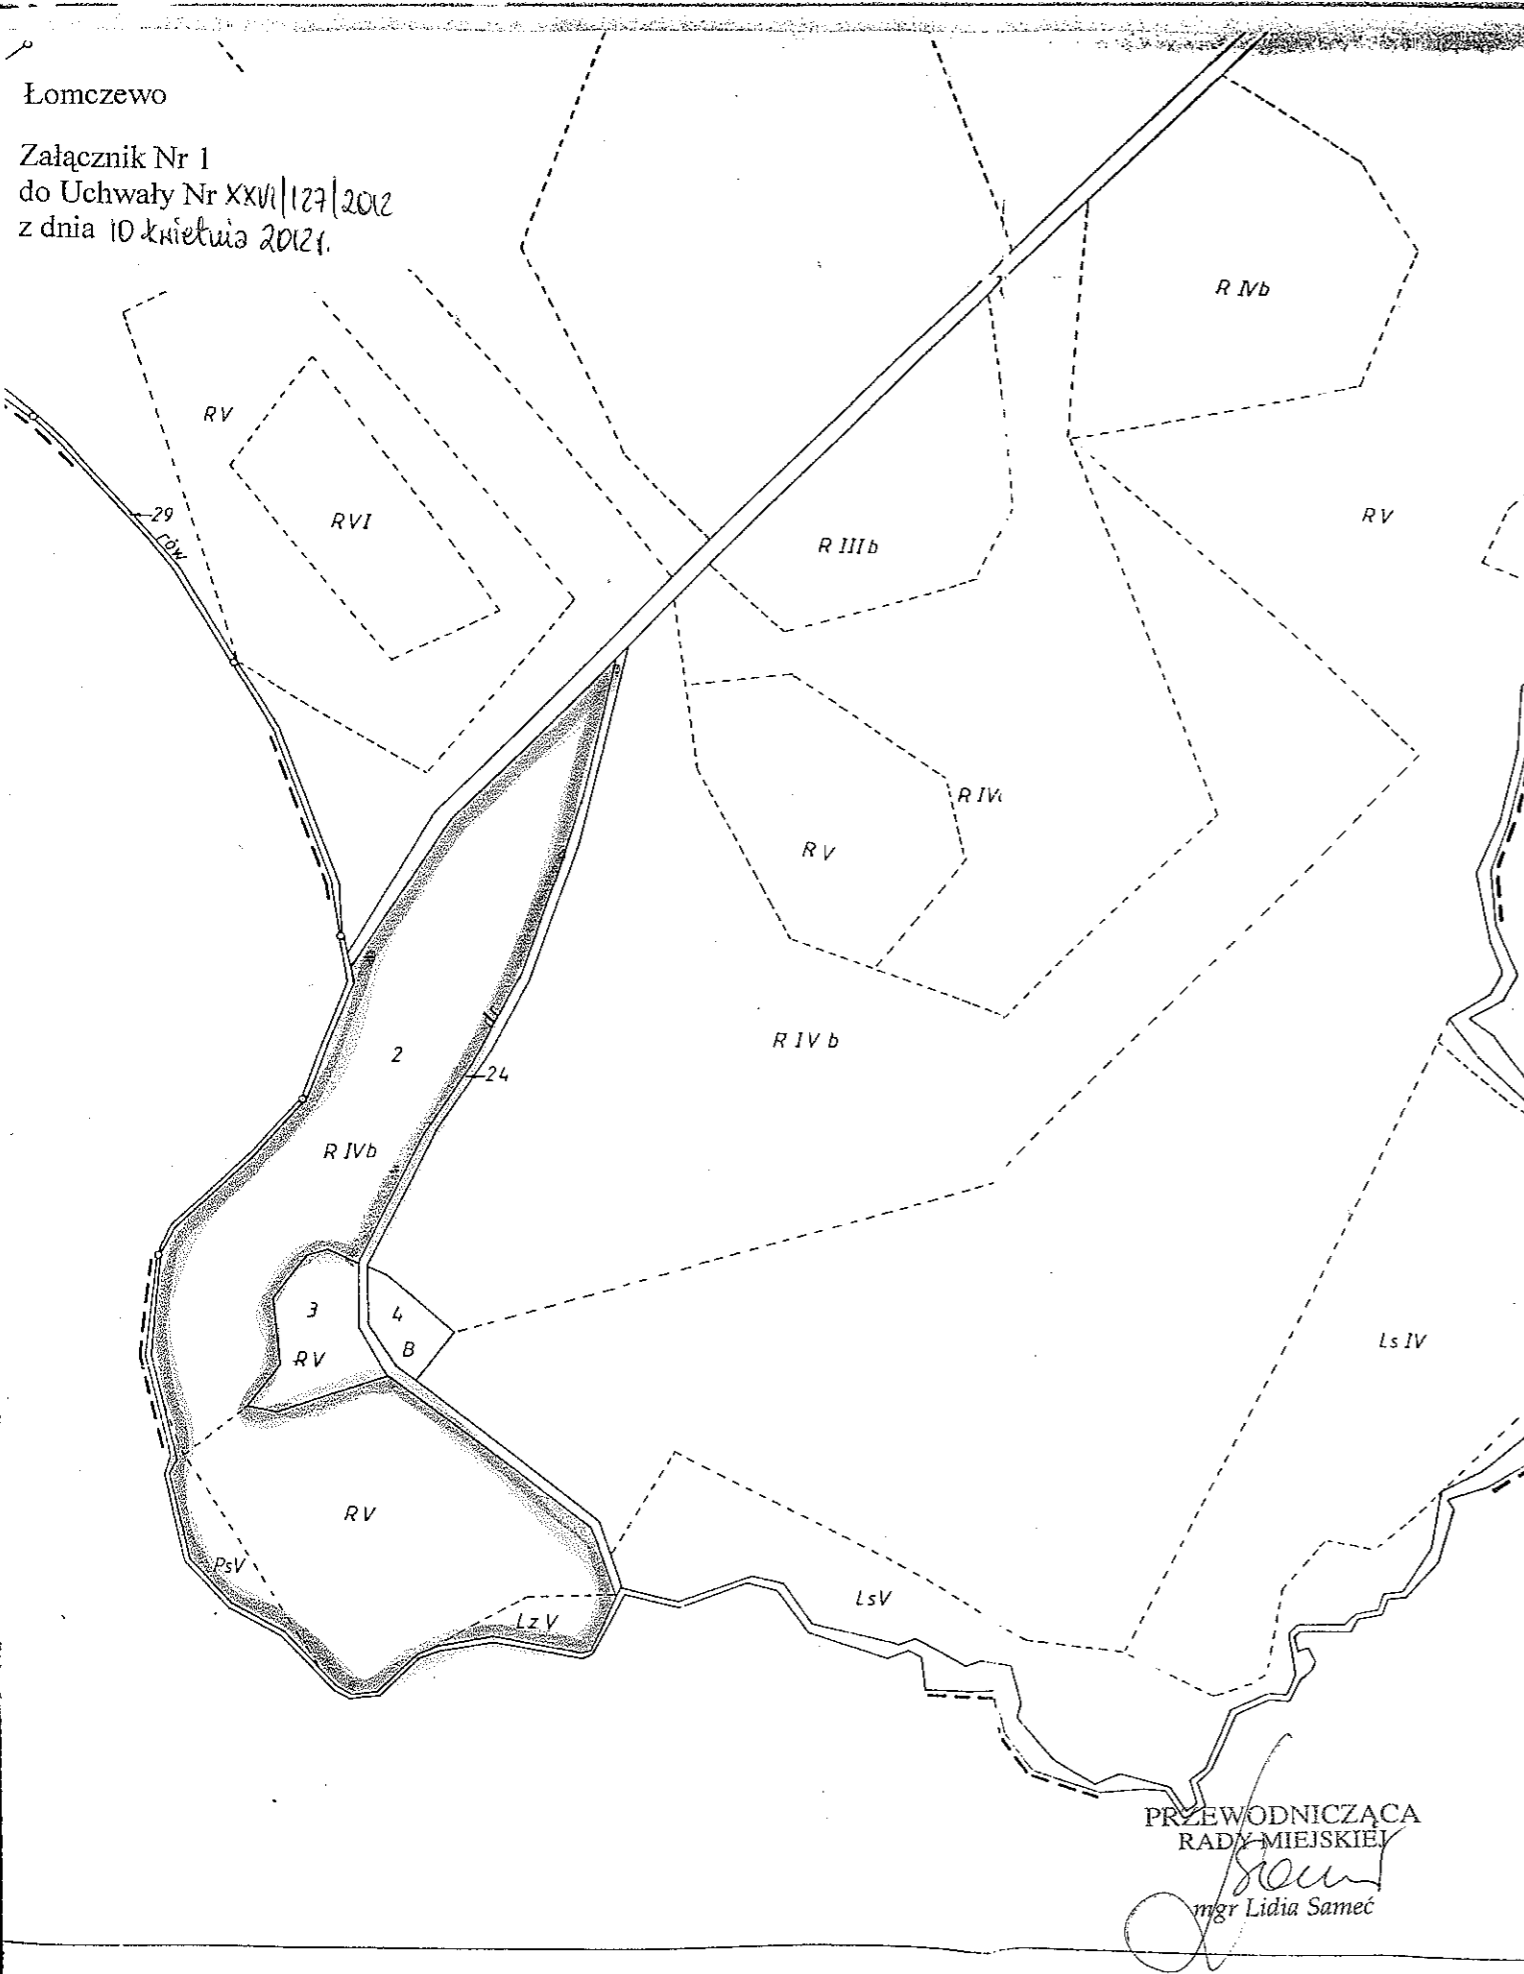 Łomczewo
Załącznik Nr 1
do Uchwały Nr XXVI/127/2012
z dnia 10 kwietnia 2012r.
R IVb
RV
RV
29
rów
RVI
R IIIb
R IV
RV
2
dr
R IVb
24
R IVb
3
4
B
RV
Ls IV
RV
PsV
Lz V
LsV
PRZEWODNICZĄCA
RADY MIEJSKIEJ
mgr Lidia Sameć